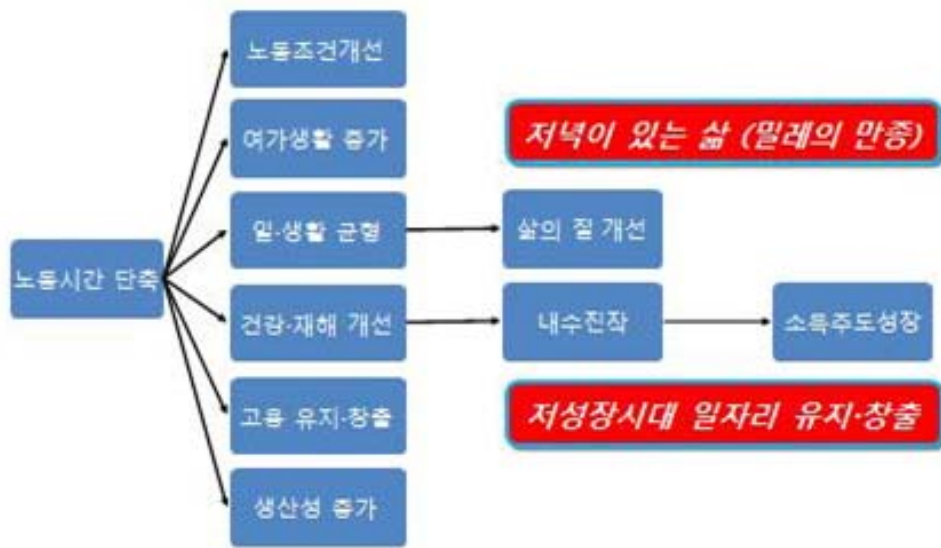 노동조건개선
여가생활 증가
저녁이 있는 삶 (밀레의 만종)
일·생활 균형
삶의 질 개선
노동시간 단축
건강·재해 개선
내수진작
소득주도성장
고용 유지·창출
저성장시대 일자리 유지·창출
생산성 증가